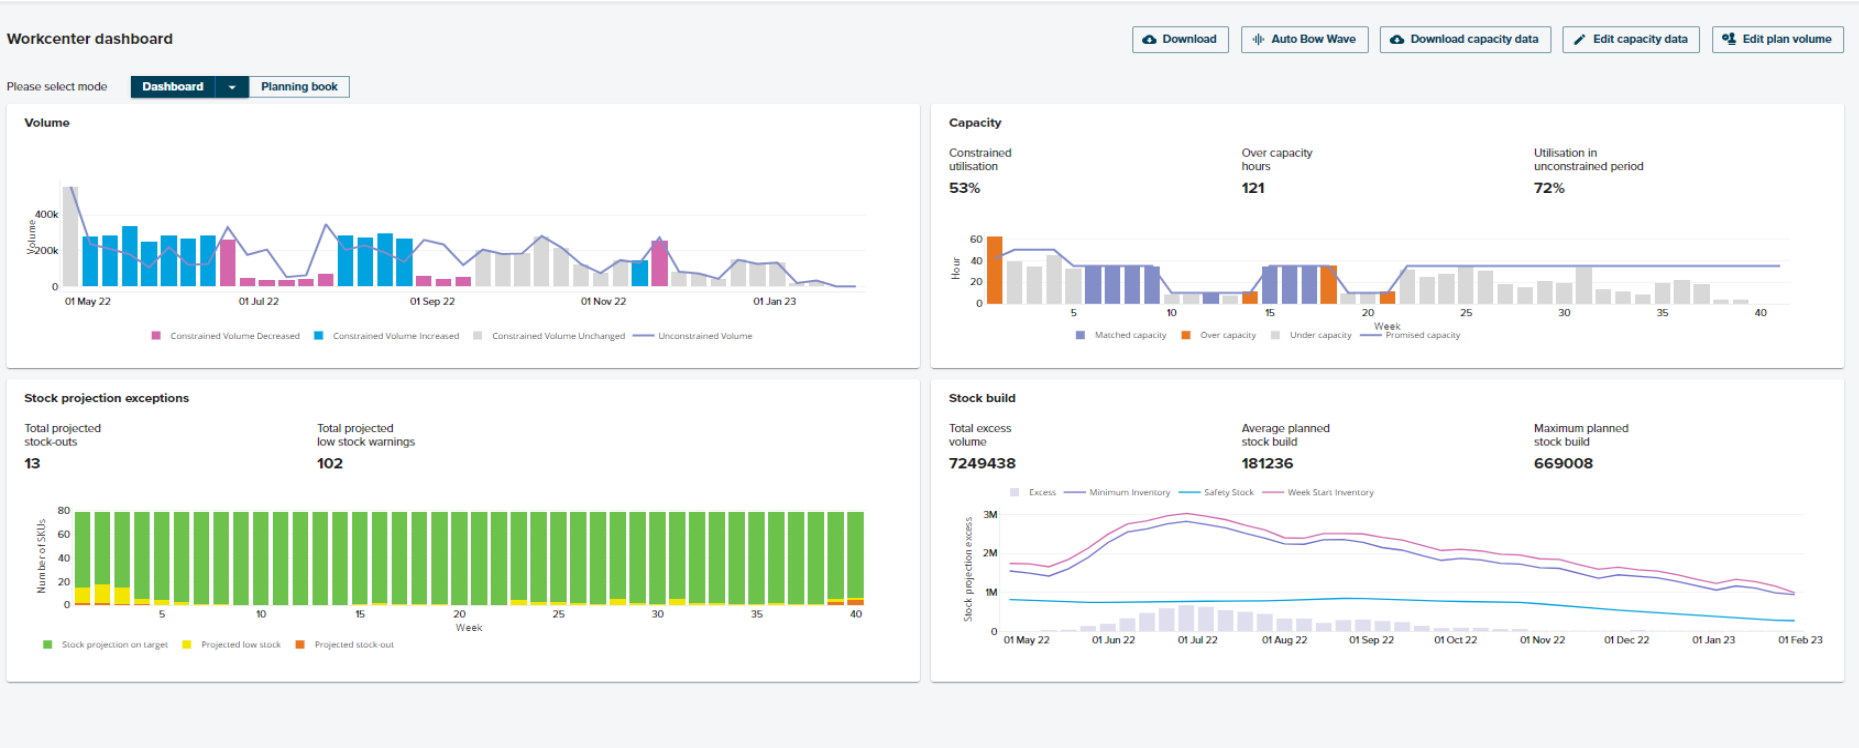 Workcenter dashboard
Download
Auto Bow Wave
Download capacity data
Edit capacity data
Edit plan volume
Please select mode
Dashboard
Planning book
Volume
400k
200k
0
Volume
01 May 22
01 Jul 22
01 Sep 22
01 Nov 22
01 Jan 23
Constrained Volume Decreased
Constrained Volume Increased
Constrained Volume Unchanged
Unconstrained Volume
Capacity
Constrained
utilisation
53%
Over capacity
hours
121
Utilisation in
unconstrained period
72%
60
40
20
0
Hour
5
10
15
20
25
30
35
40
Week
Matched capacity
Over capacity
Under capacity
Promised capacity
Stock projection exceptions
Total projected
stock-outs
13
Total projected
low stock warnings
102
80
60
40
20
0
Number of SKUs
5
10
15
20
25
30
35
40
Week
Stock projection on target
Projected low stock
Projected stock-out
Stock build
Total excess
volume
7249438
Average planned
stock build
181236
Maximum planned
stock build
669008
Excess
Minimum Inventory
Safety Stock
Week Start Inventory
3M
2M
1M
0
Stock projection excess
01 May 22
01 Jun 22
01 Jul 22
01 Aug 22
01 Sep 22
01 Oct 22
01 Nov 22
01 Dec 22
01 Jan 23
01 Feb 23